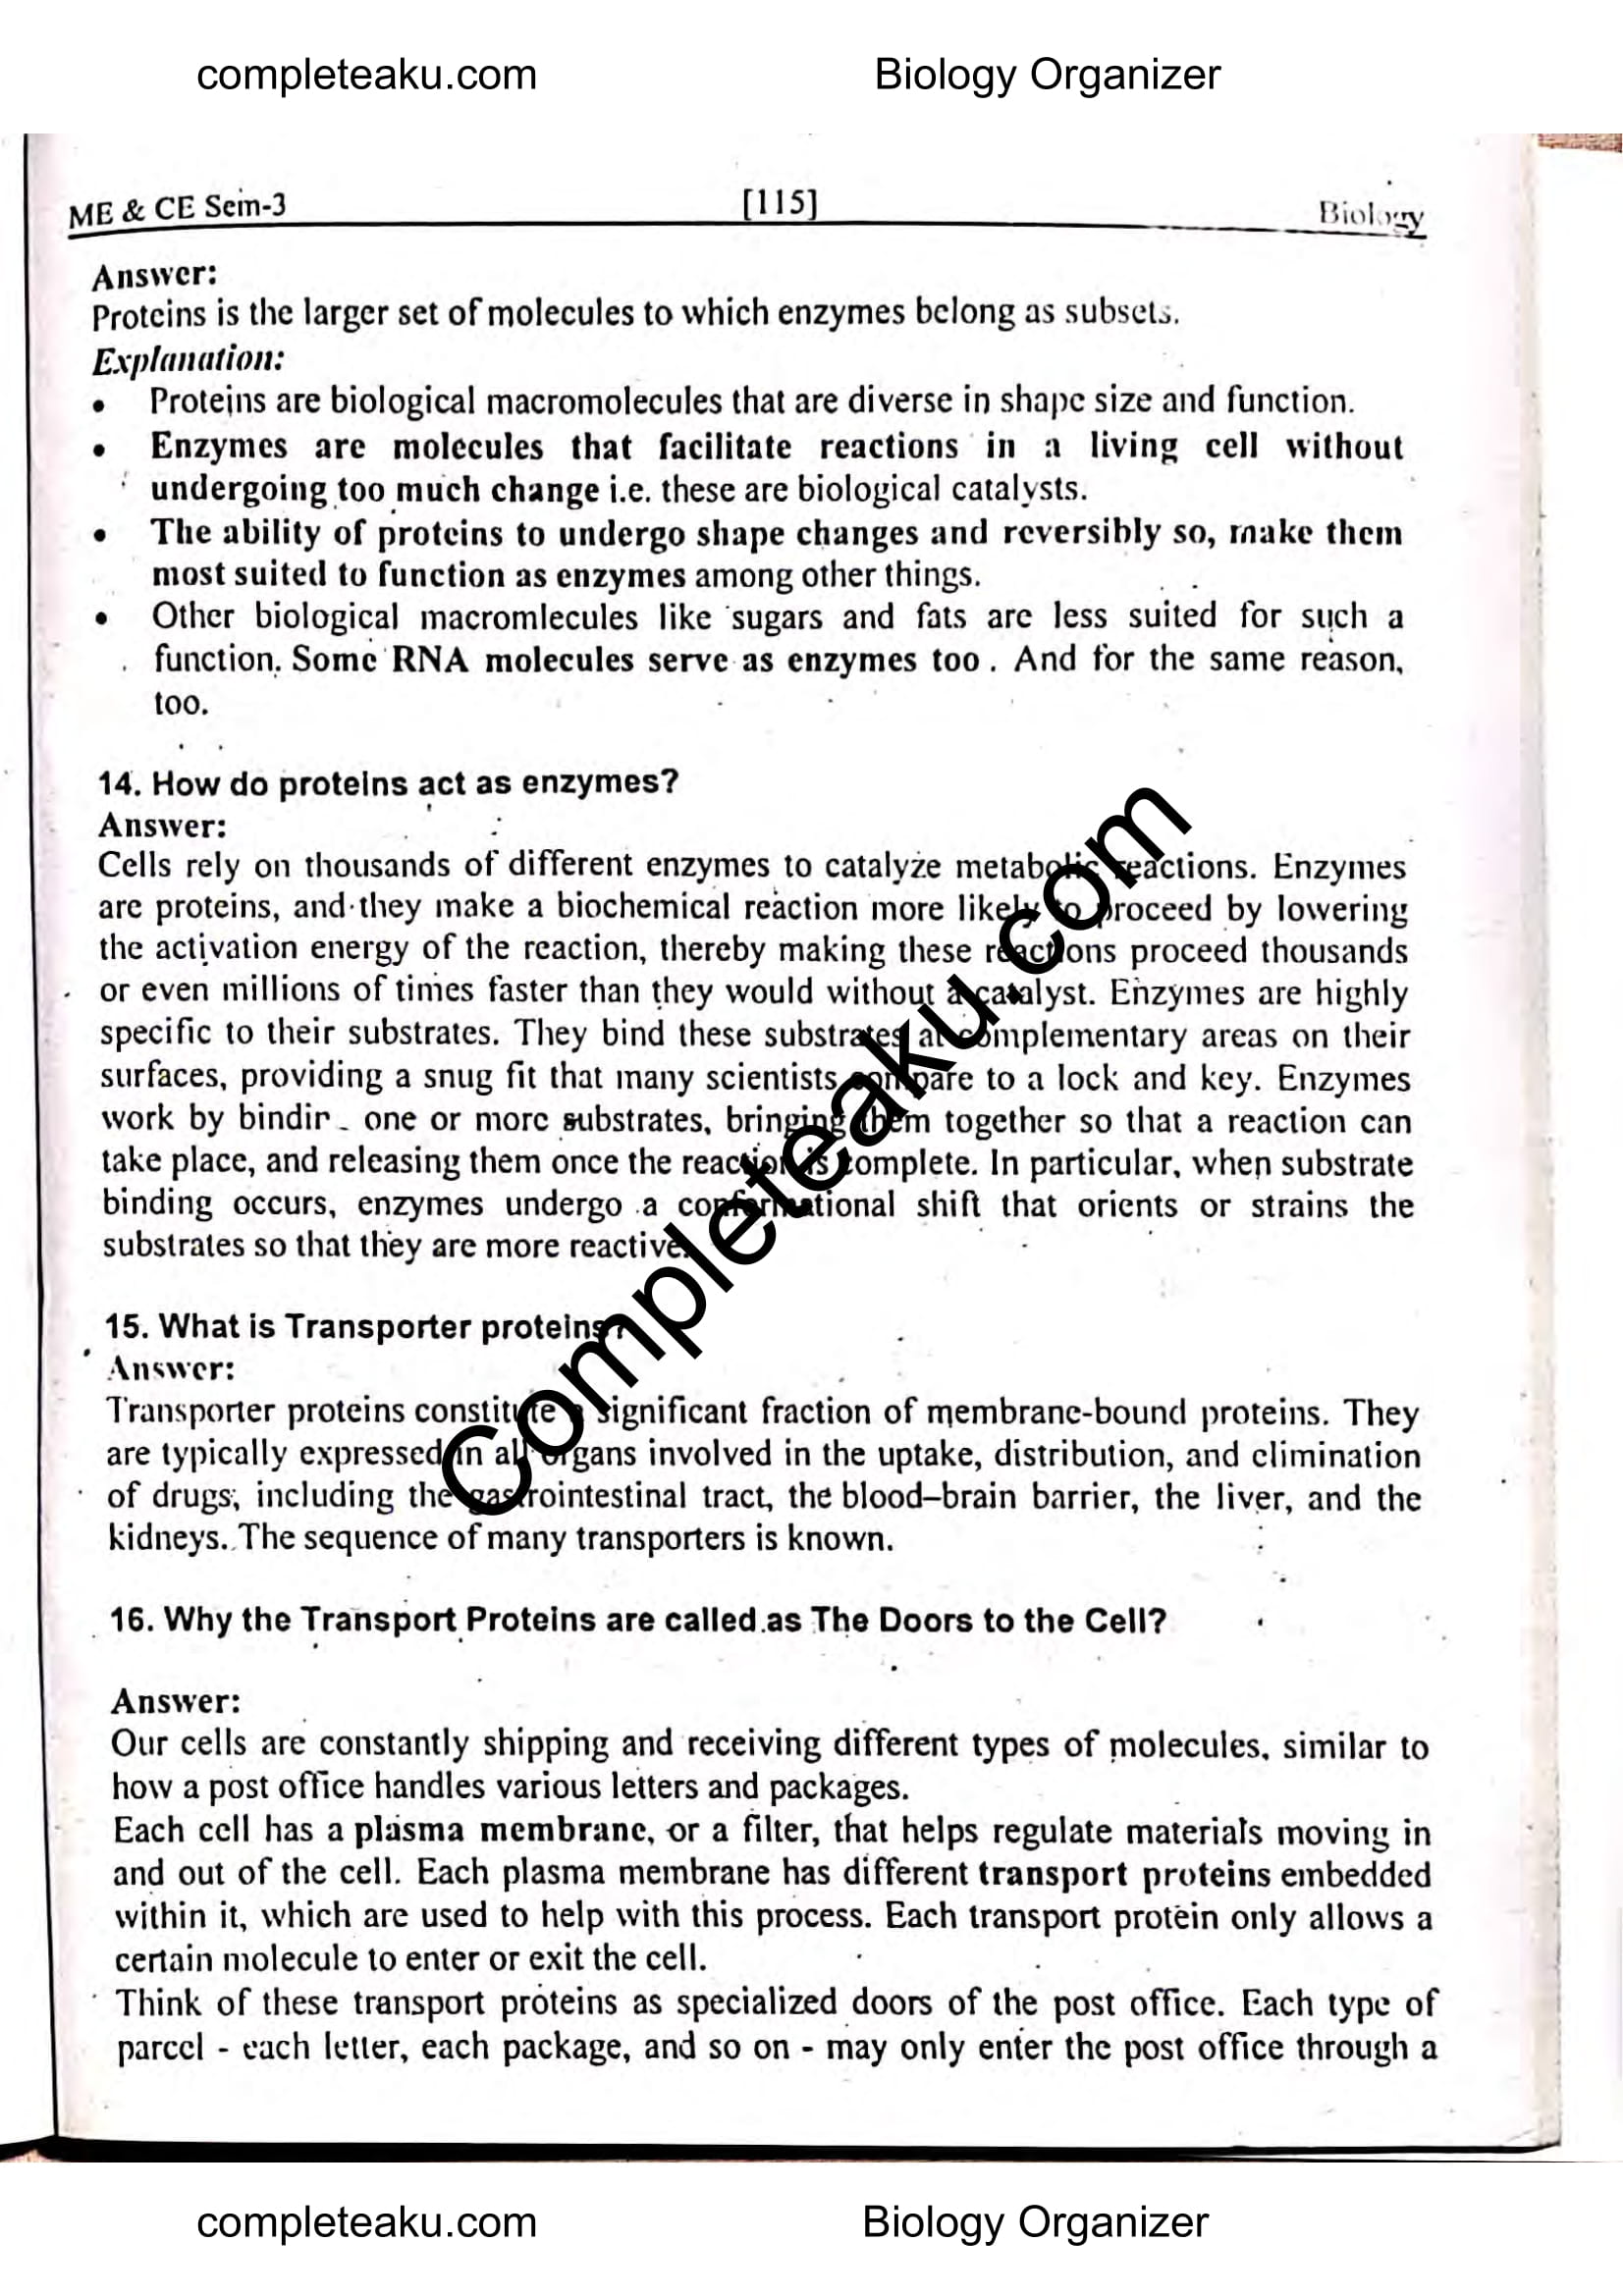 completeaku.com Biology Organizer
ME & CE Sem-3 [115] Biology
Answer:
Proteins is the larger set of molecules to which enzymes belong as subsets.
Explanation:
• Proteins are biological macromolecules that are diverse in shape size and function.
• Enzymes are molecules that facilitate reactions in a living cell without
undergoing too much change i.e. these are biological catalysts.
• The ability of proteins to undergo shape changes and reversibly so, make them
most suited to function as enzymes among other things.
• Other biological macromlecules like sugars and fats are less suited for such a
function. Some RNA molecules serve as enzymes too . And for the same reason,
too.
14. How do proteins act as enzymes?
Answer:
Cells rely on thousands of different enzymes to catalyze metabolic reactions. Enzymes
are proteins, and they make a biochemical reaction more likely to proceed by lowering
the activation energy of the reaction, thereby making these reactions proceed thousands
or even millions of times faster than they would without a catalyst. Enzymes are highly
specific to their substrates. They bind these substrates at complementary areas on their
surfaces, providing a snug fit that many scientists compare to a lock and key. Enzymes
work by one or more substrates, bringing them together so that a reaction can
take place, and releasing them once the reaction is complete. In particular, when substrate
binding occurs, enzymes undergo a conformational shift that orients or strains the
substrates so that they are more reactive.
15. What is Transporter proteins?
Answer:
Transporter proteins constitute a significant fraction of membrane-bound proteins. They
are typically expressed in all organs involved in the uptake, distribution, and elimination
of drugs, including the gastrointestinal tract, the blood–brain barrier, the liver, and the
kidneys. The sequence of many transporters is known.
16. Why the Transport Proteins are called as The Doors to the Cell?
Answer:
Our cells are constantly shipping and receiving different types of molecules, similar to
how a post office handles various letters and packages.
Each cell has a plasma membrane, or a filter, that helps regulate materials moving in
and out of the cell. Each plasma membrane has different transport proteins embedded
within it, which are used to help with this process. Each transport protein only allows a
certain molecule to enter or exit the cell.
Think of these transport proteins as specialized doors of the post office. Each type of
parcel - each letter, each package, and so on - may only enter the post office through a
Completeaku.com
completeaku.com Biology Organizer